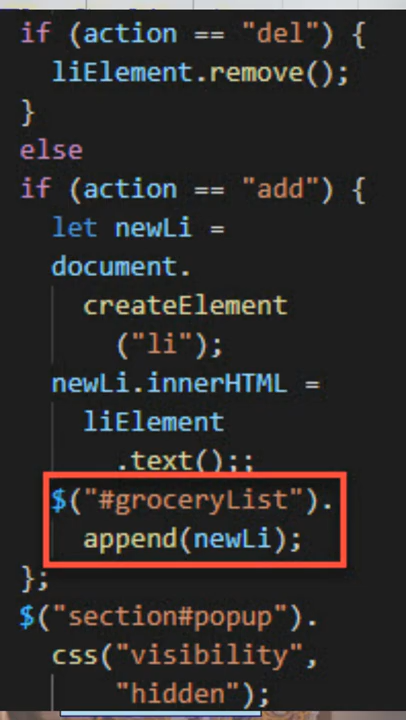 if (action == "del") {
liElement.remove();
}
else
if (action == "add") {
let newLi =
document.
createElement
("li");
newLi.innerHTML =
liElement
.text();;
$("#groceryList").
append(newLi);
};
$("section#popup").
css("visibility",
"hidden");